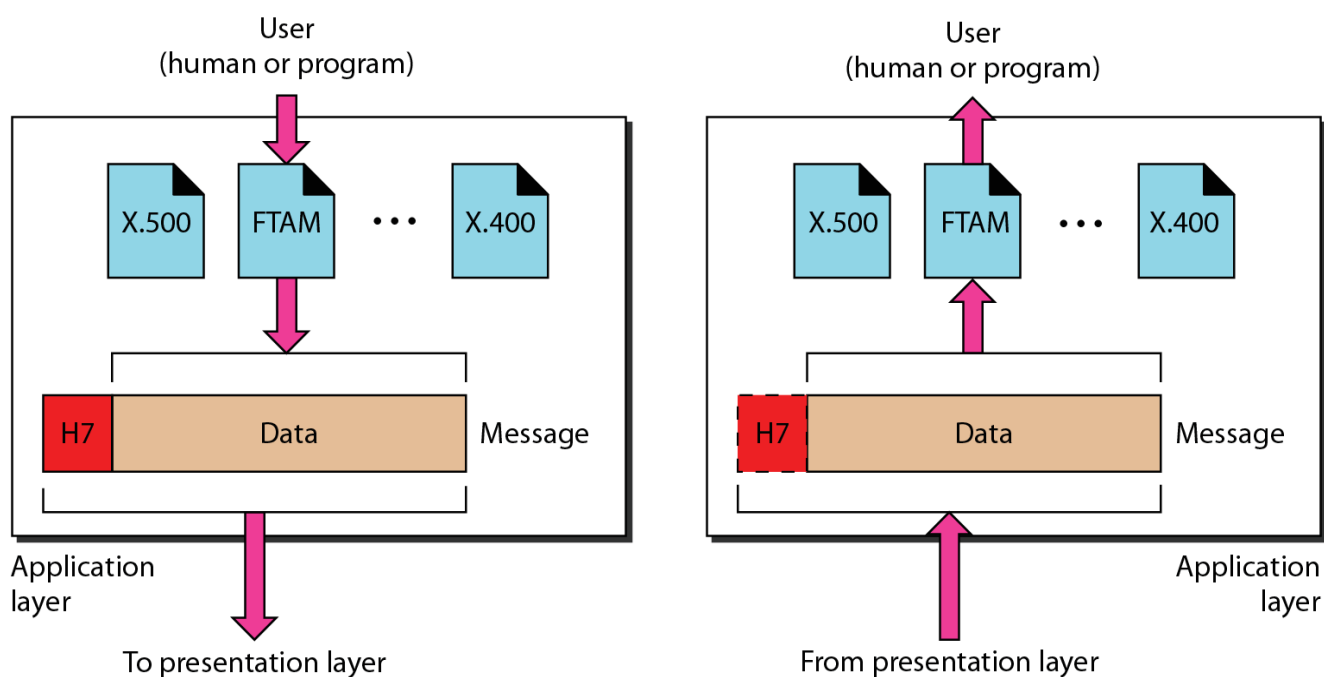 User
(human or program)
X.500
FTAM
...
X.400
H7
Data
Message
Application
layer
To presentation layer
User
(human or program)
X.500
FTAM
...
X.400
H7
Data
Message
Application
layer
From presentation layer